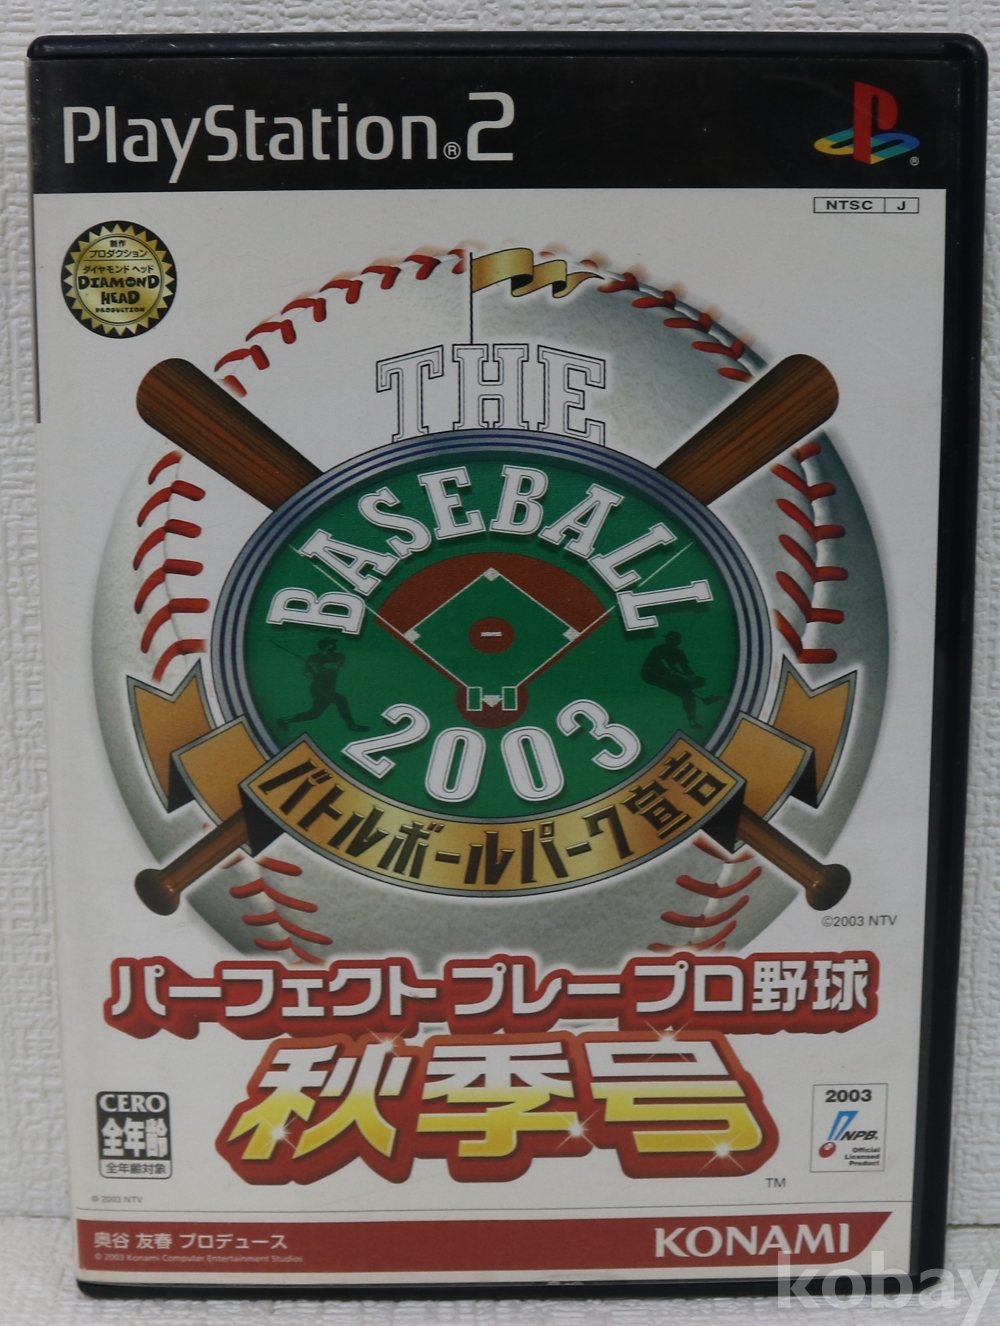 PlayStation®2
®
NTSC J
制作
プロダクション
ダイヤモンド ヘッド
DIAMOND
HEAD
PRODUCTION
THE
BASEBALL
2003
バトルボールパーク宣言
©2003 NTV
パーフェクト プレー プロ野球
秋季号
TM
CERO
全年齢
全年齢対象
2003
NPB
Official
Licensed
Product
© 2003 NTV
奥谷 友春 プロデュース
© 2003 Konami Computer Entertainment Studios
KONAMI
kobay